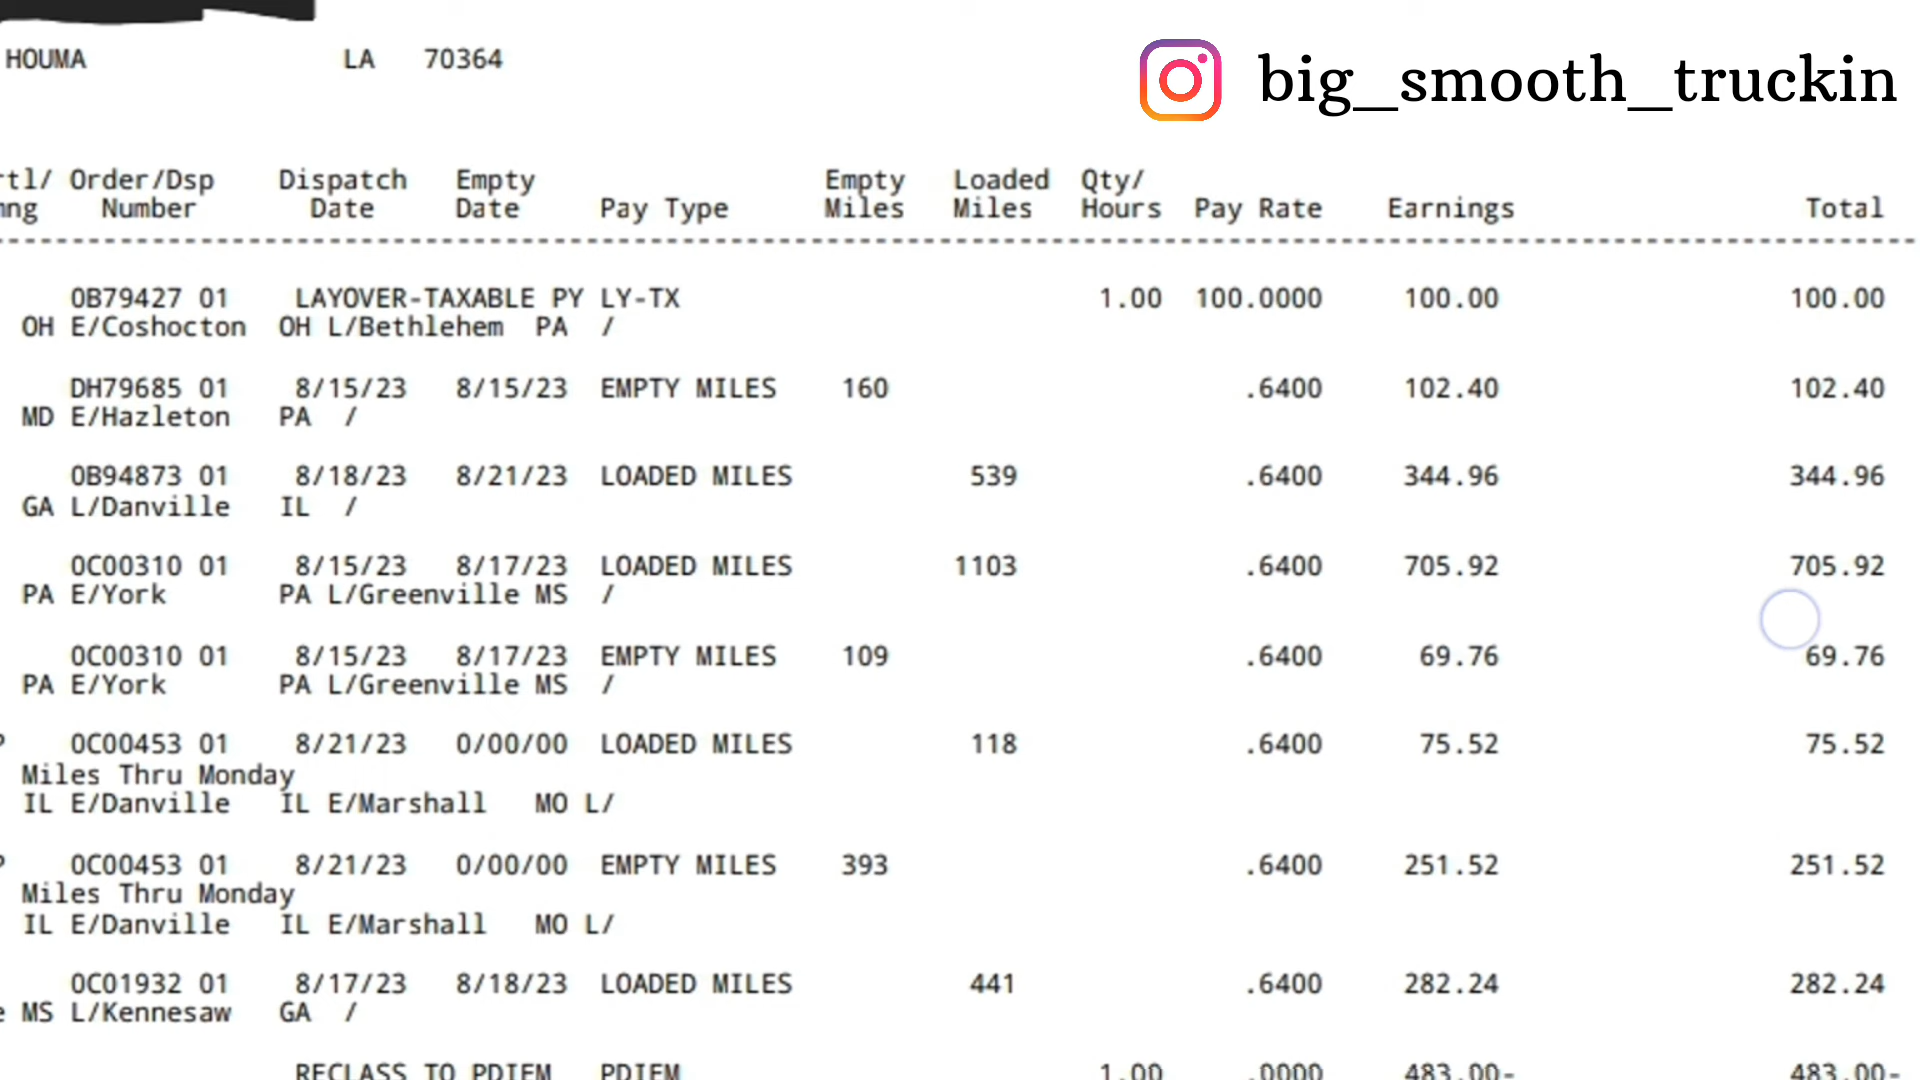 HOUMA LA 70364
big_smooth_truckin
rtl/ Order/Dsp Dispatch Empty Empty Loaded Qty/
Number Date Date Pay Type Miles Miles Hours Pay Rate Earnings Total
0B79427 01 LAYOVER-TAXABLE PY LY-TX 1.00 100.0000 100.00 100.00
OH E/Coshocton OH L/Bethlehem PA /
DH79685 01 8/15/23 8/15/23 EMPTY MILES 160 .6400 102.40 102.40
MD E/Hazleton PA /
0B94873 01 8/18/23 8/21/23 LOADED MILES 539 .6400 344.96 344.96
GA L/Danville IL /
0C00310 01 8/15/23 8/17/23 LOADED MILES 1103 .6400 705.92 705.92
PA E/York PA L/Greenville MS /
0C00310 01 8/15/23 8/17/23 EMPTY MILES 109 .6400 69.76 69.76
PA E/York PA L/Greenville MS /
0C00453 01 8/21/23 0/00/00 LOADED MILES 118 .6400 75.52 75.52
Miles Thru Monday
IL E/Danville IL E/Marshall MO L/
0C00453 01 8/21/23 0/00/00 EMPTY MILES 393 .6400 251.52 251.52
Miles Thru Monday
IL E/Danville IL E/Marshall MO L/
0C01932 01 8/17/23 8/18/23 LOADED MILES 441 .6400 282.24 282.24
MS L/Kennesaw GA /
RECLASS TO PDIEM PDIEM 1.00 .0000 483.00- 483.00-